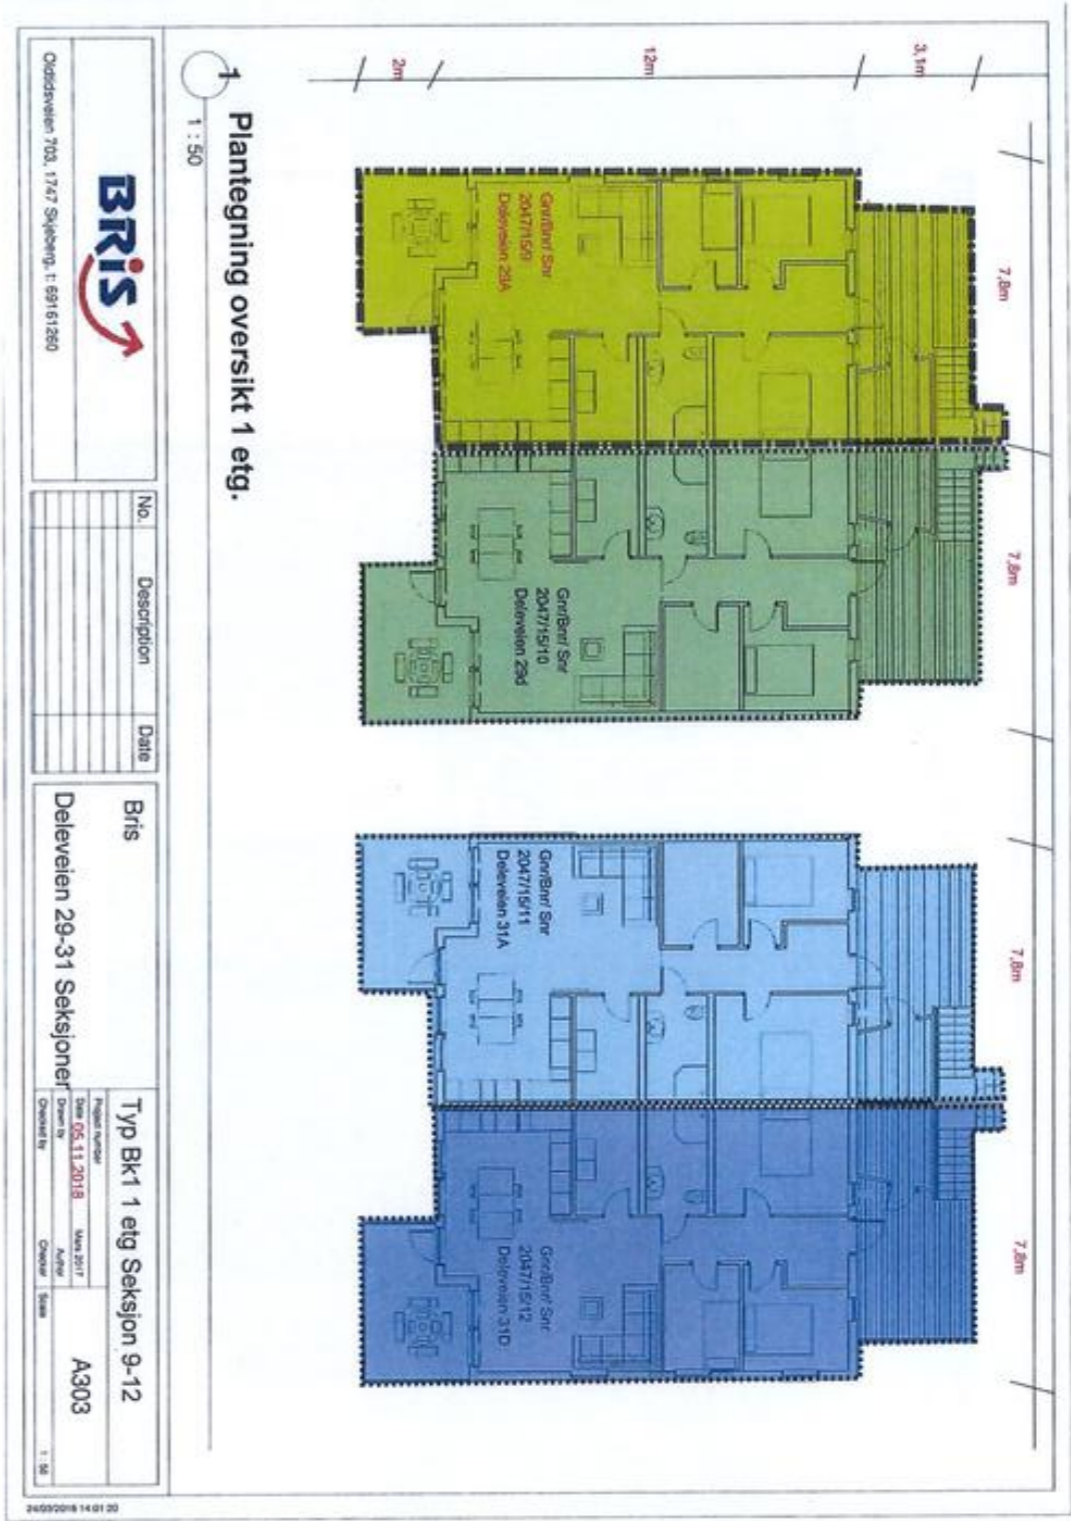 3,1m
12m
2m
7,8m
7,8m
7,8m
7,8m
Gnr/Bnr/ Snr
2047/15/9
Deleveien 29A
Gnr/Bnr/ Snr
2047/15/10
Deleveien 29d
Gnr/Bnr/ Snr
2047/15/11
Deleveien 31A
Gnr/Bnr/ Snr
2047/15/12
Deleveien 31D
1 Plantegning oversikt 1 etg.
1 : 50
BRiS
Oldtidsveien 703, 1747 Skjeberg, t: 69161260
No. Description Date
Bris
Deleveien 29-31 Seksjoner
Typ Bk1 1 etg Seksjon 9-12
Project number
Date 05.11.2018 Mars 2017
Drawn by Author
Checked by Checker
A303
Scale 1 : 50
24/03/2018 14:01:20